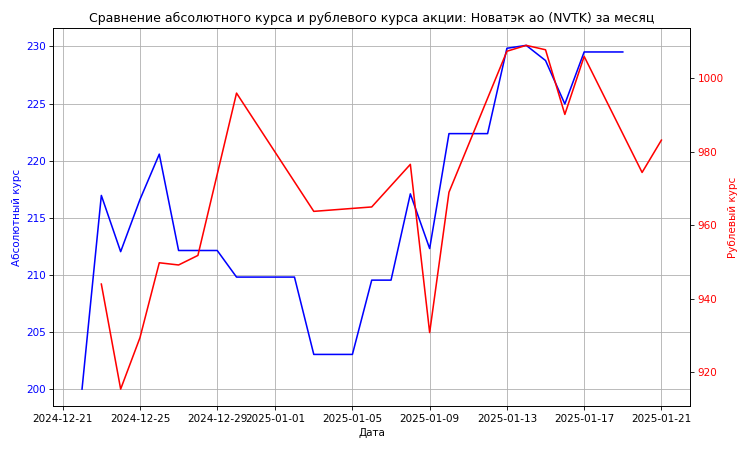 Сравнение абсолютного курса и рублевого курса акции: Новатэк ао (NVTK) за месяц
230
225
220
215
210
205
200
Абсолютный курс
1000
980
960
940
920
Рублевый курс
2024-12-21 2024-12-25 2024-12-29 2025-01-01 2025-01-05 2025-01-09 2025-01-13 2025-01-17 2025-01-21
Дата